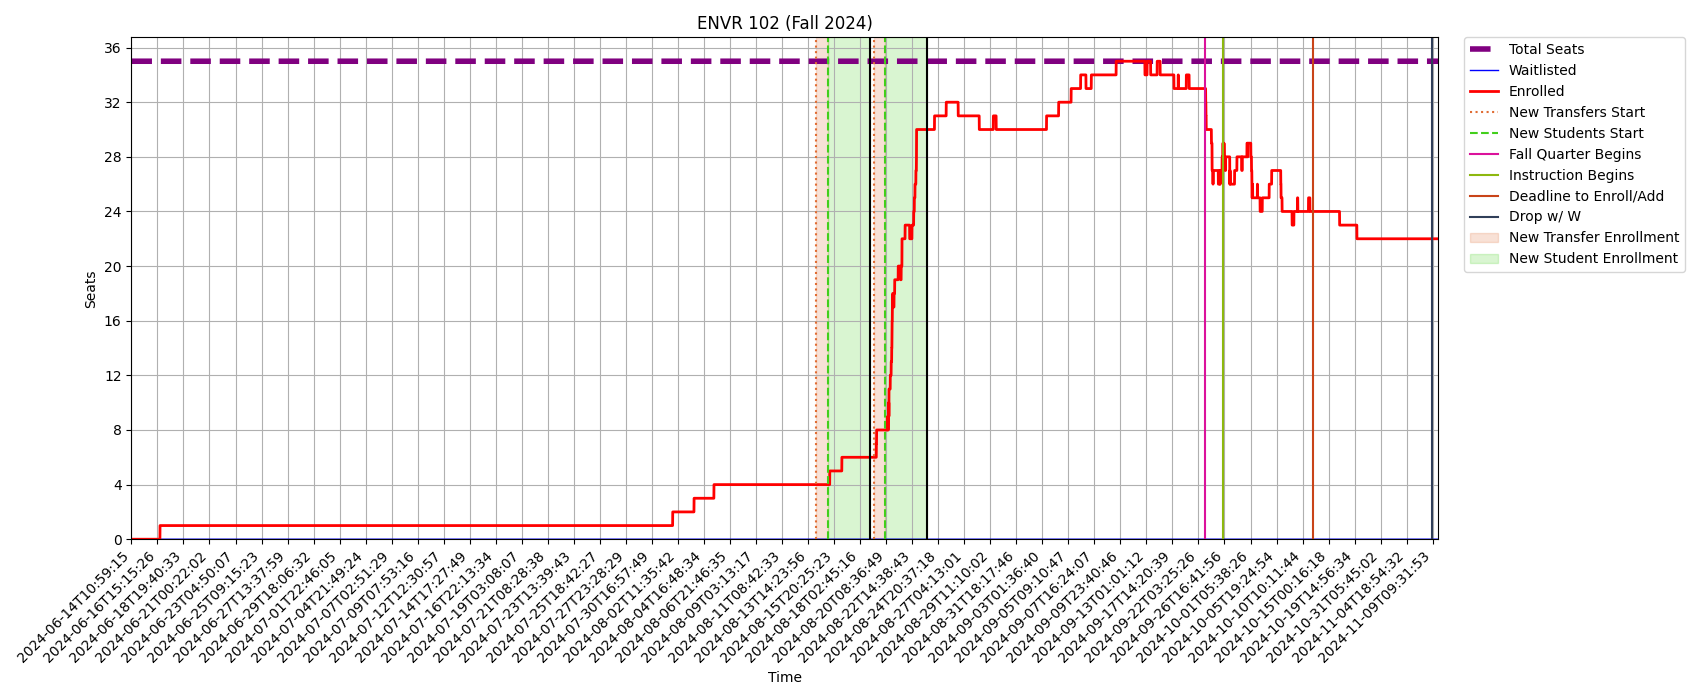 ENVR 102 (Fall 2024)
36
32
28
24
20
16
12
8
4
0
Seats
2024-06-14T10:59:15
2024-06-16T15:15:26
2024-06-18T19:40:33
2024-06-21T00:22:02
2024-06-23T04:50:07
2024-06-25T09:15:23
2024-06-27T13:37:59
2024-06-29T18:06:32
2024-07-01T22:46:05
2024-07-04T21:49:24
2024-07-07T02:51:29
2024-07-09T07:53:16
2024-07-12T12:30:57
2024-07-14T17:27:49
2024-07-16T22:13:34
2024-07-19T03:08:07
2024-07-21T08:28:38
2024-07-23T13:39:43
2024-07-25T18:42:27
2024-07-27T23:28:29
2024-07-30T16:57:49
2024-08-02T11:35:42
2024-08-04T16:48:34
2024-08-06T21:46:35
2024-08-09T03:13:17
2024-08-11T08:42:33
2024-08-13T14:23:56
2024-08-15T20:25:23
2024-08-18T02:45:16
2024-08-20T08:36:49
2024-08-22T14:38:43
2024-08-24T20:37:18
2024-08-27T04:13:01
2024-08-29T11:10:02
2024-08-31T18:17:46
2024-09-03T01:36:40
2024-09-05T09:10:47
2024-09-07T16:24:07
2024-09-09T23:40:46
2024-09-13T01:01:12
2024-09-17T14:20:39
2024-09-22T03:25:26
2024-09-26T16:41:56
2024-10-01T05:38:26
2024-10-05T19:24:54
2024-10-10T10:11:44
2024-10-15T00:16:18
2024-10-19T14:56:34
2024-10-31T05:45:02
2024-11-04T18:54:32
2024-11-09T09:31:53
Time
Total Seats
Waitlisted
Enrolled
New Transfers Start
New Students Start
Fall Quarter Begins
Instruction Begins
Deadline to Enroll/Add
Drop w/ W
New Transfer Enrollment
New Student Enrollment